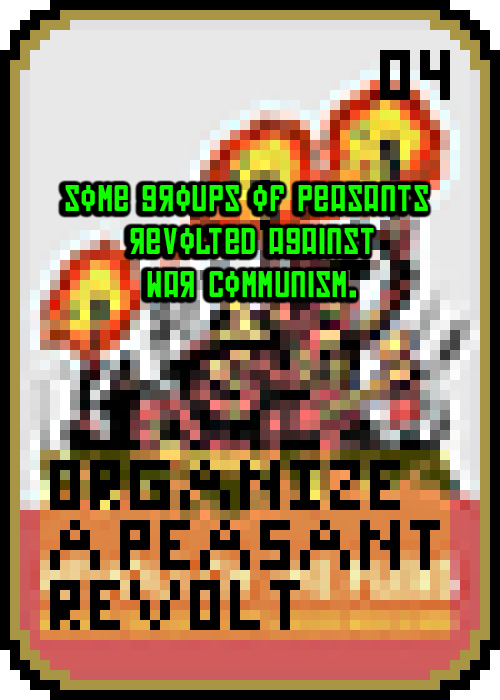 04
SOME GROUPS OF PEASANTS
REVOLTED AGAINST
WAR COMMUNISM.
ORGANIZE
A PEASANT
REVOLT